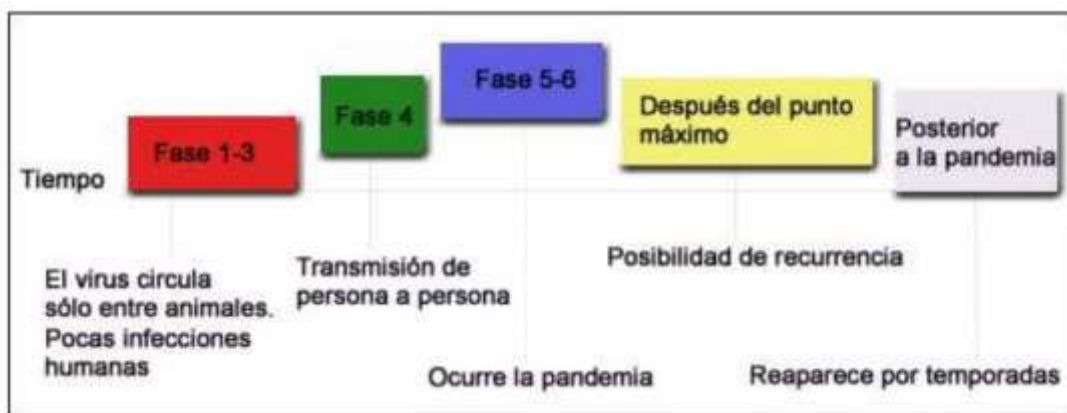 Fase 1-3
Fase 4
Fase 5-6
Después del punto
máximo
Posterior
a la pandemia
Tiempo
El virus circula
sólo entre animales.
Pocas infecciones
humanas
Transmisión de
persona a persona
Ocurre la pandemia
Posibilidad de recurrencia
Reaparece por temporadas